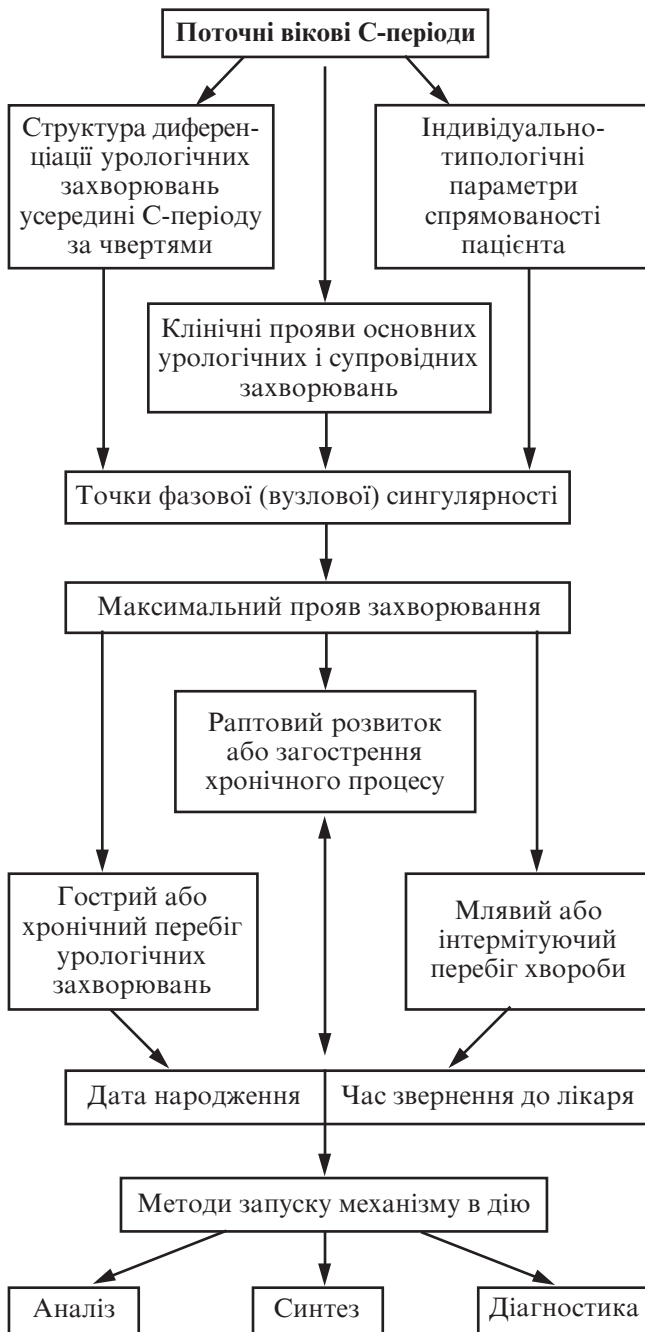 Поточні вікові С-періоди
Структура диферен-
ціації урологічних
захворювань
усередині С-періоду
за чвертями
Індивідуально-
типологічні
параметри
спрямованості
пацієнта
Клінічні прояви основних
урологічних і супровідних
захворювань
Точки фазової (вузлової) сингулярності
Максимальний прояв захворювання
Раптовий розвиток
або загострення
хронічного процесу
Гострий або
хронічний перебіг
урологічних
захворювань
Млявий або
інтермітуючий
перебіг хвороби
Дата народження
Час звернення до лікаря
Методи запуску механізму в дію
Аналіз
Синтез
Діагностика